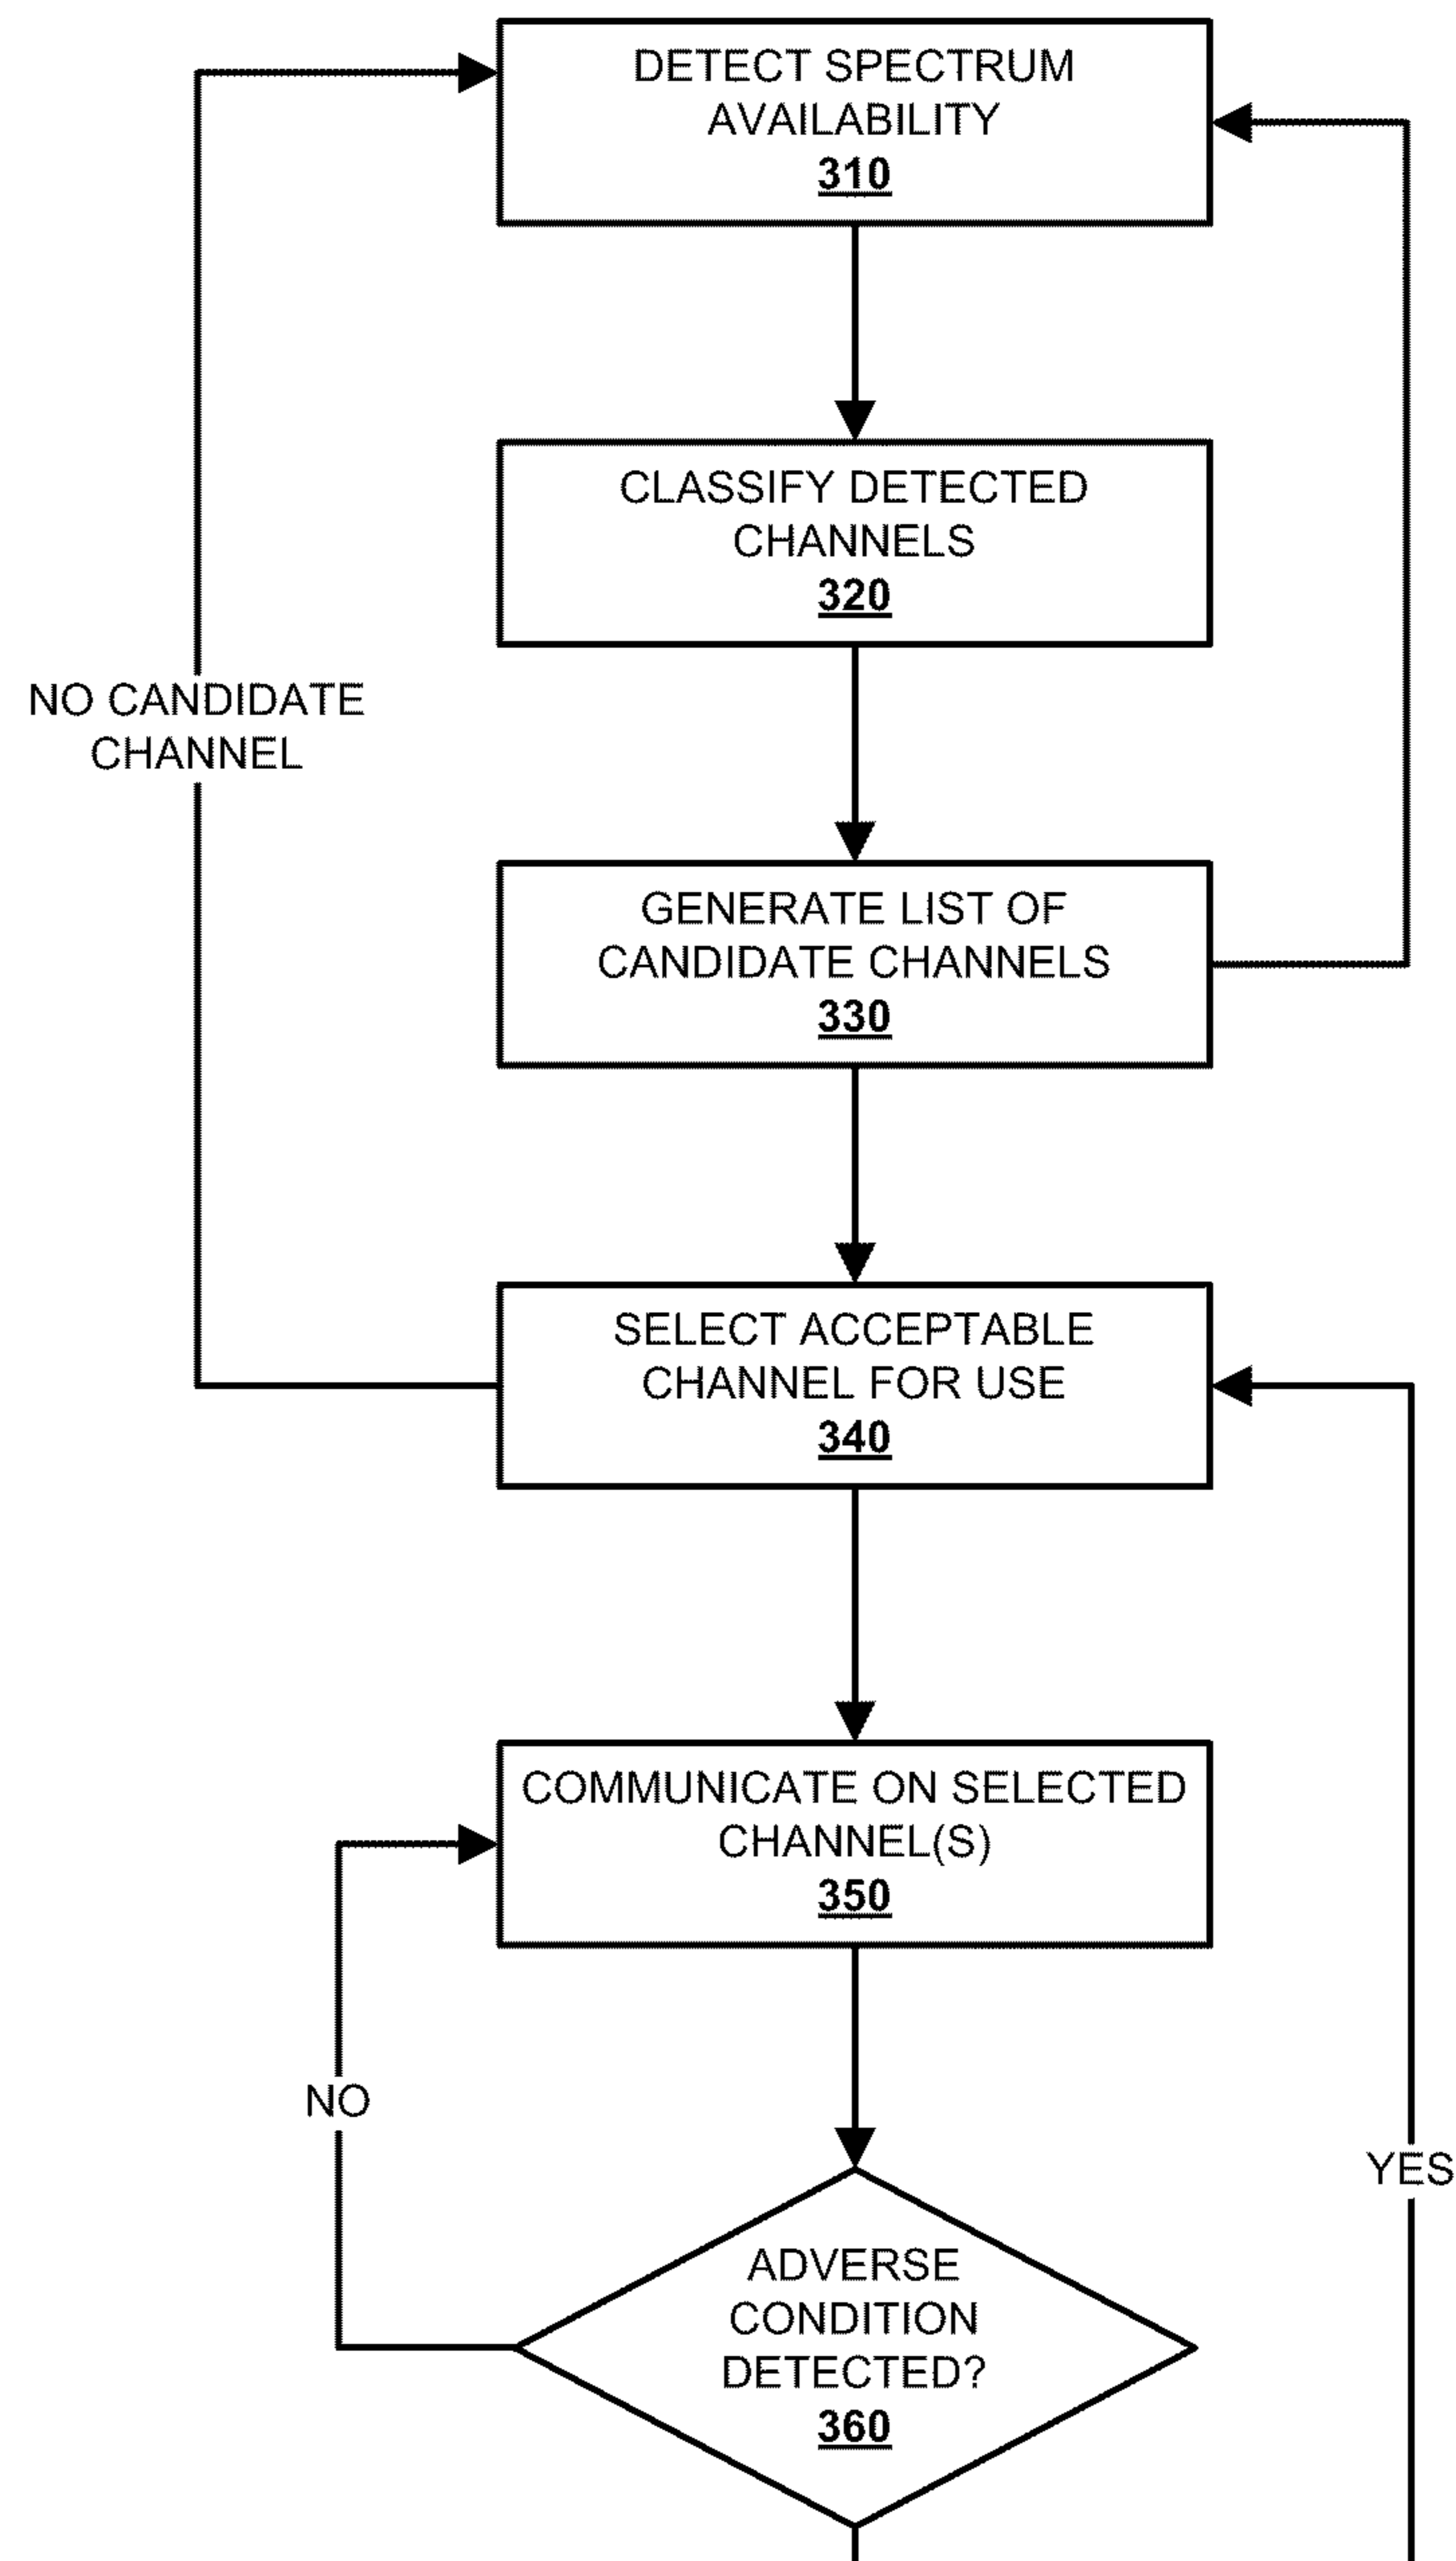 DETECT SPECTRUM
AVAILABILITY
310
CLASSIFY DETECTED
CHANNELS
320
NO CANDIDATE
CHANNEL
GENERATE LIST OF
CANDIDATE CHANNELS
330
SELECT ACCEPTABLE
CHANNEL FOR USE
340
COMMUNICATE ON SELECTED
CHANNEL(S)
350
NO
YES
ADVERSE
CONDITION
DETECTED?
360